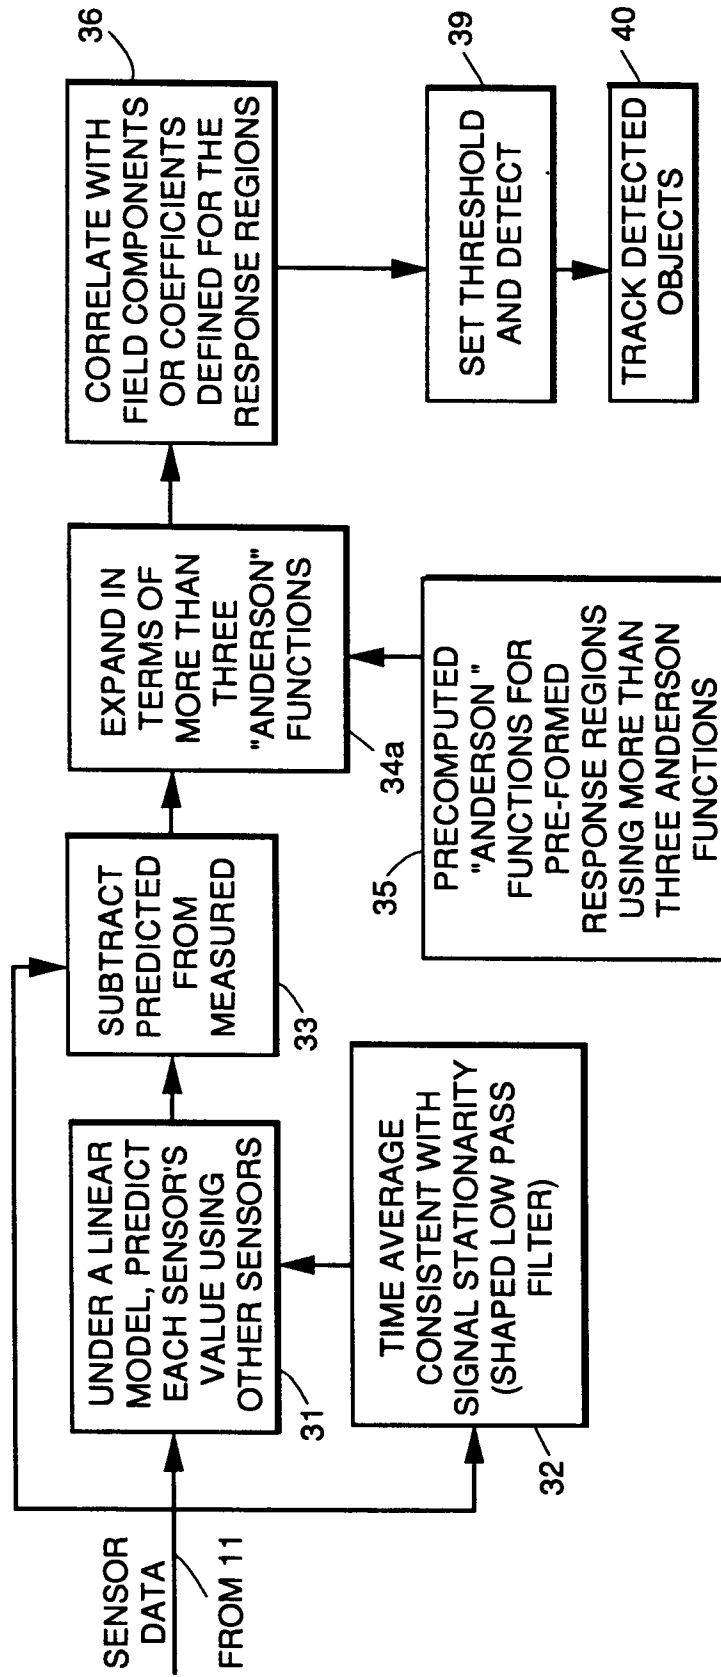 SENSOR
DATA
FROM 11
UNDER A LINEAR
MODEL, PREDICT
EACH SENSOR'S
VALUE USING
OTHER SENSORS
31
TIME AVERAGE
CONSISTENT WITH
SIGNAL STATIONARITY
(SHAPED LOW PASS
FILTER)
32
SUBTRACT
PREDICTED
FROM
MEASURED
33
EXPAND IN
TERMS OF
MORE THAN
THREE
"ANDERSON"
FUNCTIONS
34a
PRECOMPUTED
"ANDERSON"
FUNCTIONS FOR
PRE-FORMED
RESPONSE REGIONS
USING MORE THAN
THREE ANDERSON
FUNCTIONS
35
CORRELATE WITH
FIELD COMPONENTS
OR COEFFICIENTS
DEFINED FOR THE
RESPONSE REGIONS
36
SET THRESHOLD
AND DETECT
39
TRACK DETECTED
OBJECTS
40